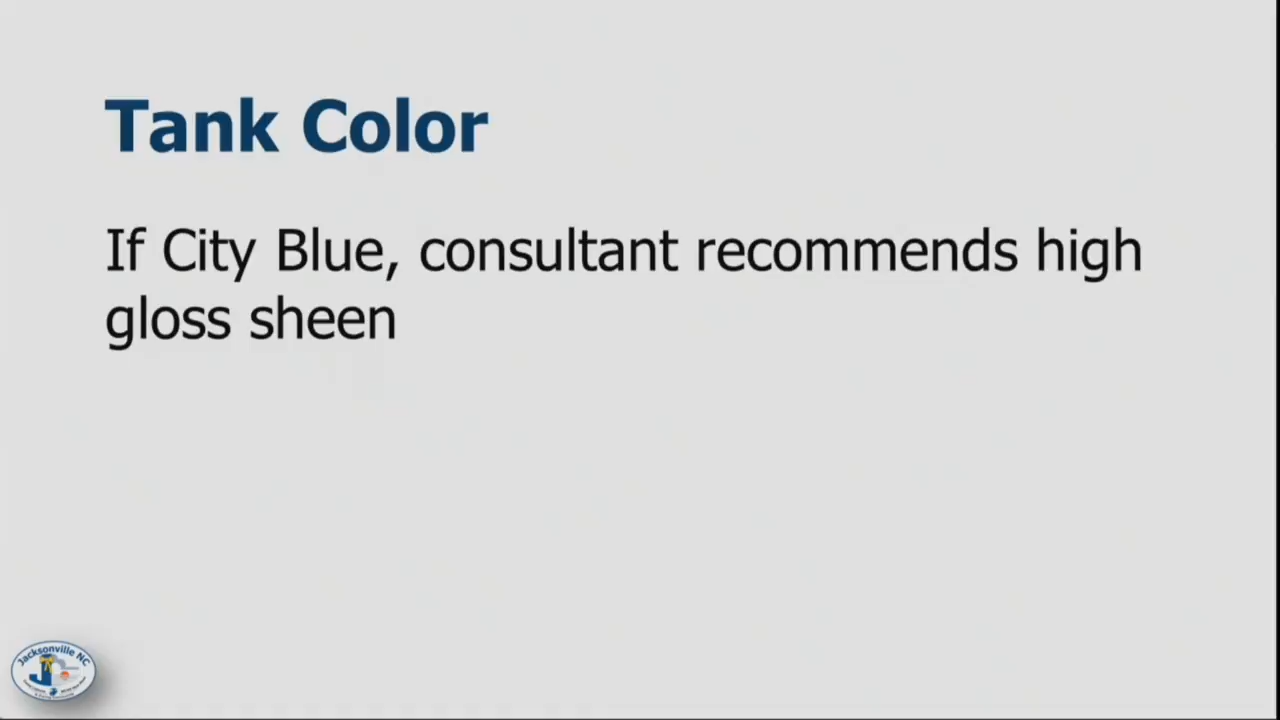 Tank Color
If City Blue, consultant recommends high
gloss sheen
Jacksonville NC